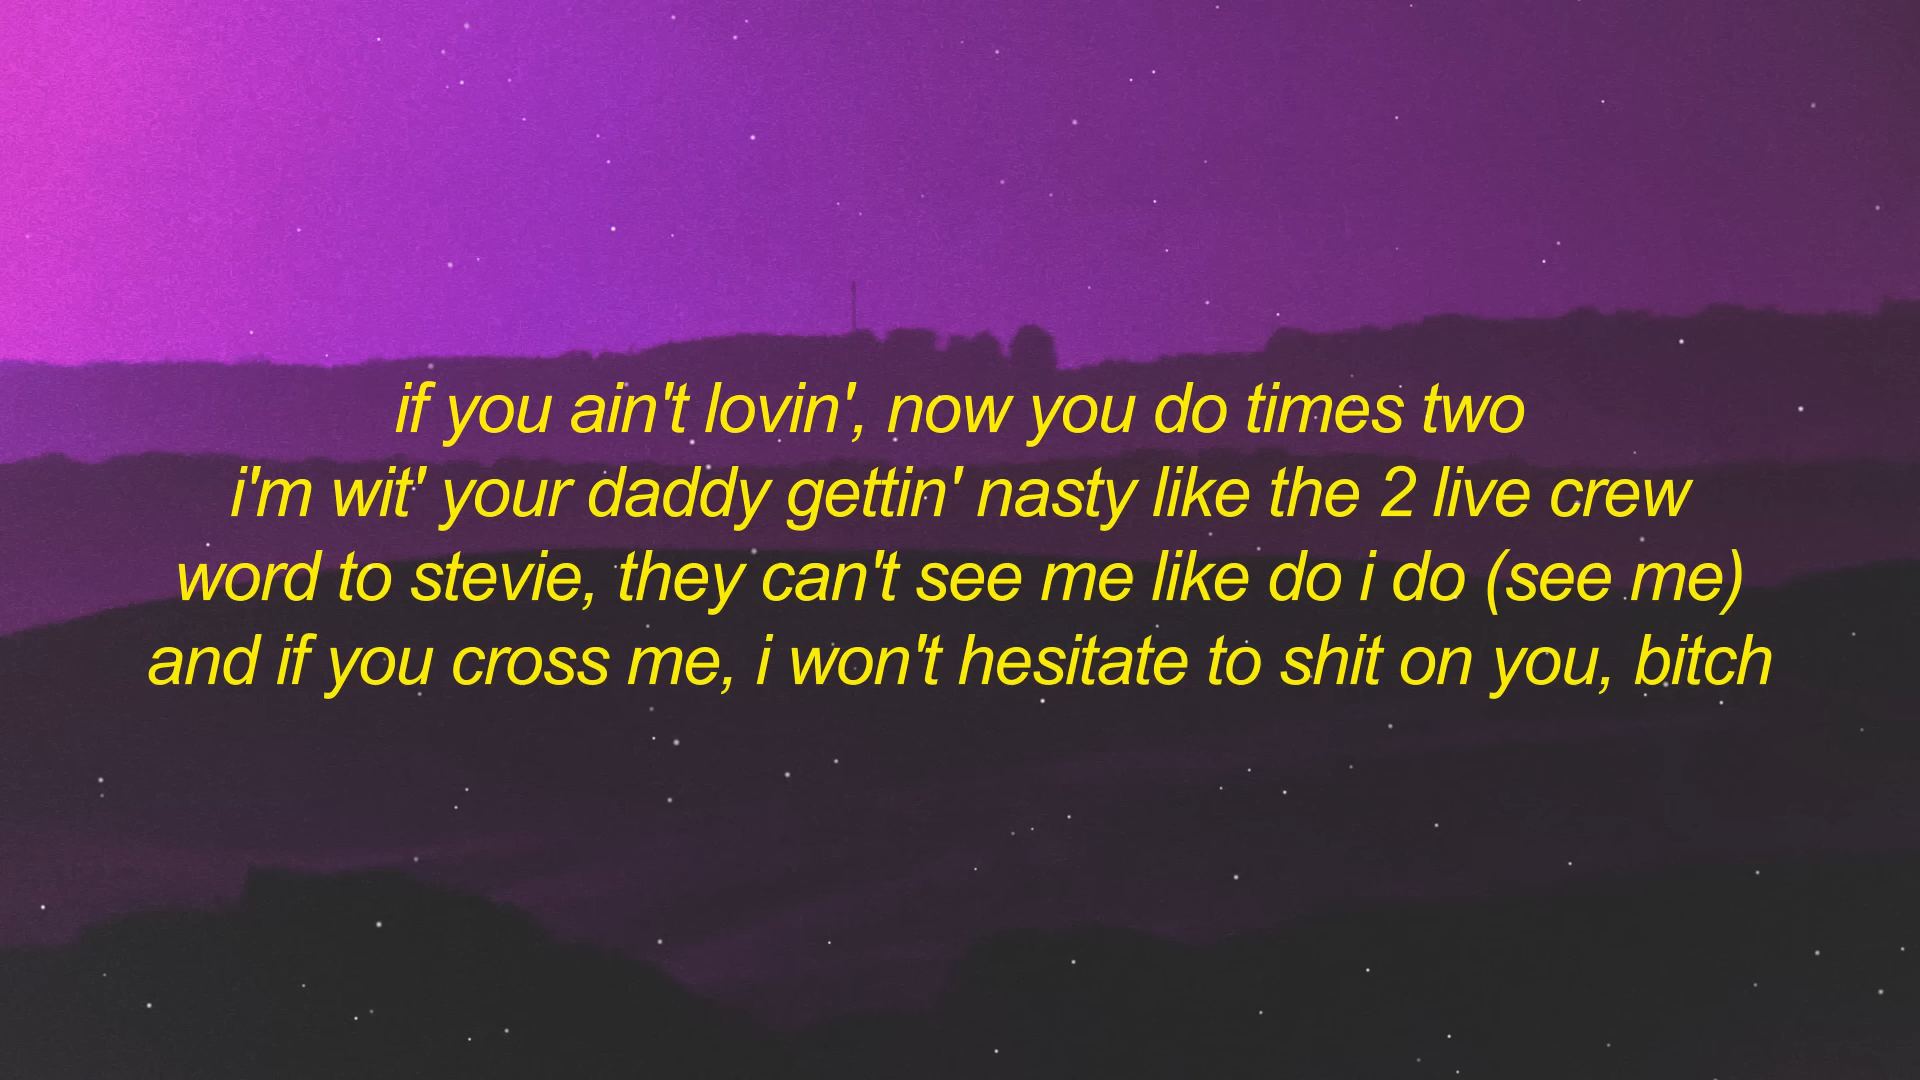 if you ain't lovin', now you do times two
i'm wit' your daddy gettin' nasty like the 2 live crew
word to stevie, they can't see me like do i do (see me)
and if you cross me, i won't hesitate to shit on you, bitch